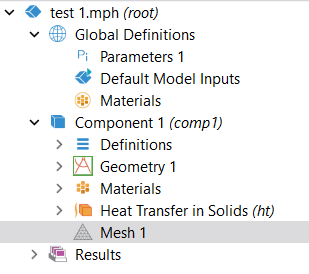 test 1.mph (root)
Global Definitions
Pi Parameters 1
Default Model Inputs
Materials
Component 1 (comp1)
Definitions
Geometry 1
Materials
Heat Transfer in Solids (ht)
Mesh 1
Results